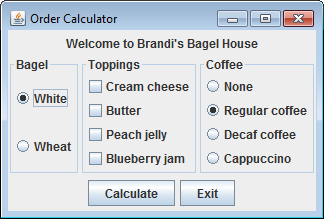 Order Calculator
Welcome to Brandi's Bagel House
Bagel
White
Wheat
Toppings
Cream cheese
Butter
Peach jelly
Blueberry jam
Coffee
None
Regular coffee
Decaf coffee
Cappuccino
Calculate
Exit